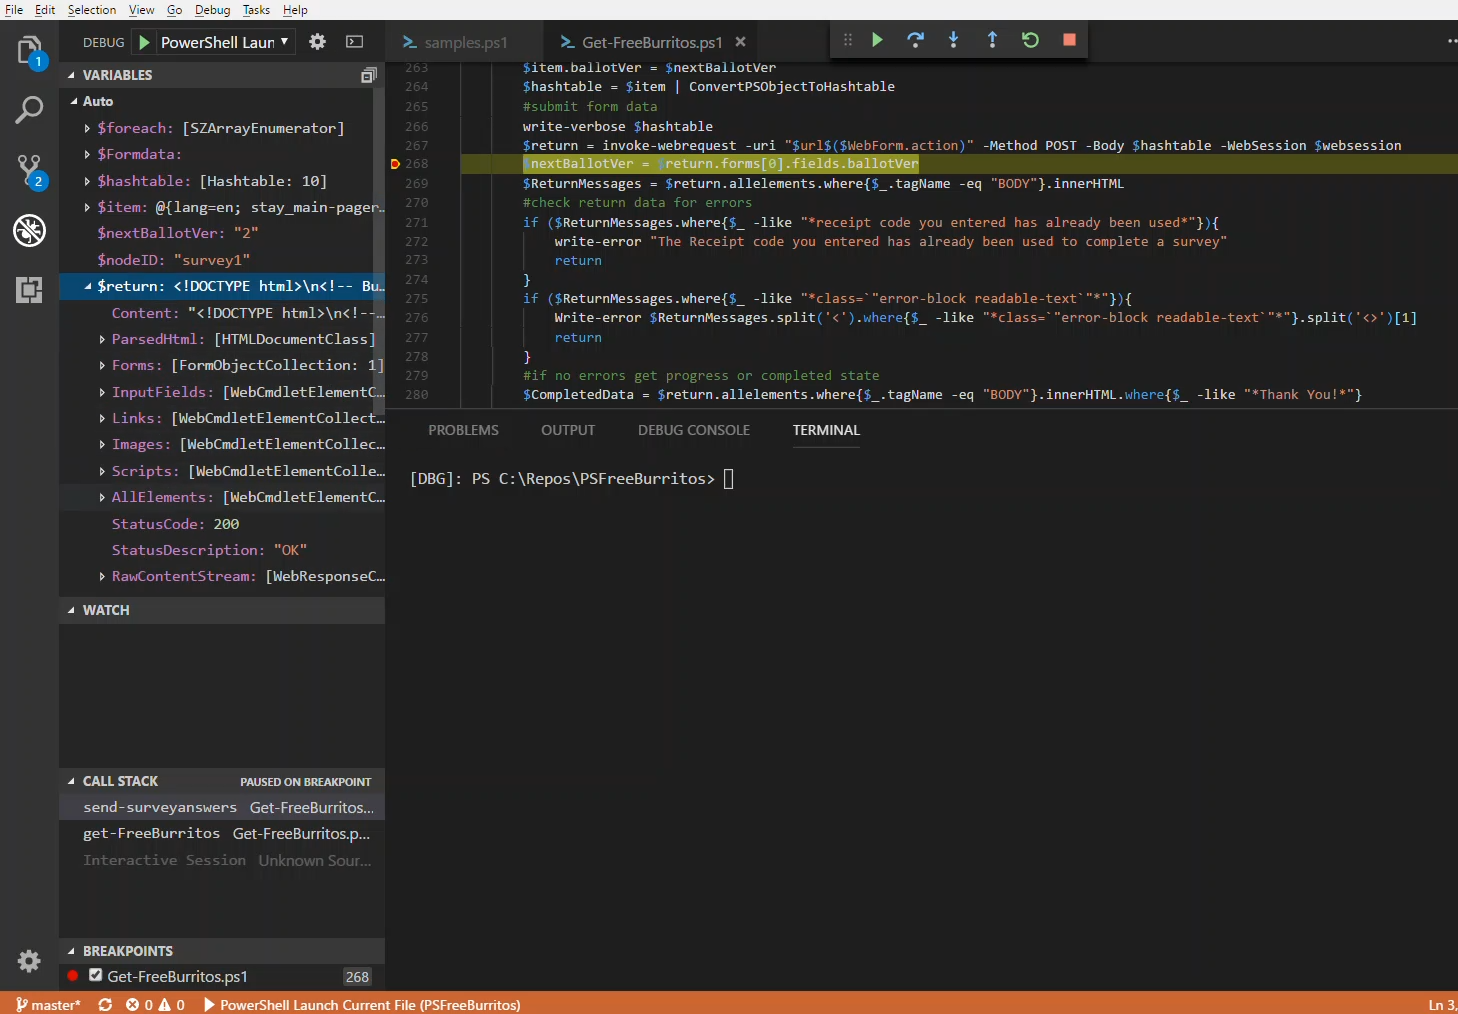 File Edit Selection View Go Debug Tasks Help
1
2
DEBUG PowerShell Laun
VARIABLES
Auto
$foreach: [SZArrayEnumerator]
$Formdata:
$hashtable: [Hashtable: 10]
$item: @{lang=en; stay_main-pager…
$nextBallotVer: "2"
$nodeID: "survey1"
$return: <!DOCTYPE html>\n<!-- Bu…
Content: "<!DOCTYPE html>\n<!--…
ParsedHtml: [HTMLDocumentClass]
Forms: [FormObjectCollection: 1]
InputFields: [WebCmdletElementC…
Links: [WebCmdletElementCollect…
Images: [WebCmdletElementCollec…
Scripts: [WebCmdletElementColle…
AllElements: [WebCmdletElementC…
StatusCode: 200
StatusDescription: "OK"
RawContentStream: [WebResponseC…
WATCH
CALL STACK PAUSED ON BREAKPOINT
send-surveyanswers Get-FreeBurritos...
get-FreeBurritos Get-FreeBurritos.p...
Interactive Session Unknown Sour...
BREAKPOINTS
Get-FreeBurritos.ps1 268
samples.ps1 Get-FreeBurritos.ps1
263 $item.ballotVer = $nextBallotVer
264 $hashtable = $item | ConvertPSObjectToHashtable
265 #submit form data
266 write-verbose $hashtable
267 $return = invoke-webrequest -uri "$url$($WebForm.action)" -Method POST -Body $hashtable -WebSession $websession
268 $nextBallotVer = $return.forms[0].fields.ballotVer
269 $ReturnMessages = $return.allelements.where{$_.tagName -eq "BODY"}.innerHTML
270 #check return data for errors
271 if ($ReturnMessages.where{$_ -like "*receipt code you entered has already been used*"}){
272 write-error "The Receipt code you entered has already been used to complete a survey"
273 return
274 }
275 if ($ReturnMessages.where{$_ -like "*class=`"error-block readable-text`"*"}){
276 Write-error $ReturnMessages.split('<').where{$_ -like "*class=`"error-block readable-text`"*"}.split('<>')[1]
277 return
278 }
279 #if no errors get progress or completed state
280 $CompletedData = $return.allelements.where{$_.tagName -eq "BODY"}.innerHTML.where{$_ -like "*Thank You!*"}
PROBLEMS OUTPUT DEBUG CONSOLE TERMINAL
[DBG]: PS C:\Repos\PSFreeBurritos>
master* 0 0 PowerShell Launch Current File (PSFreeBurritos) Ln 3,